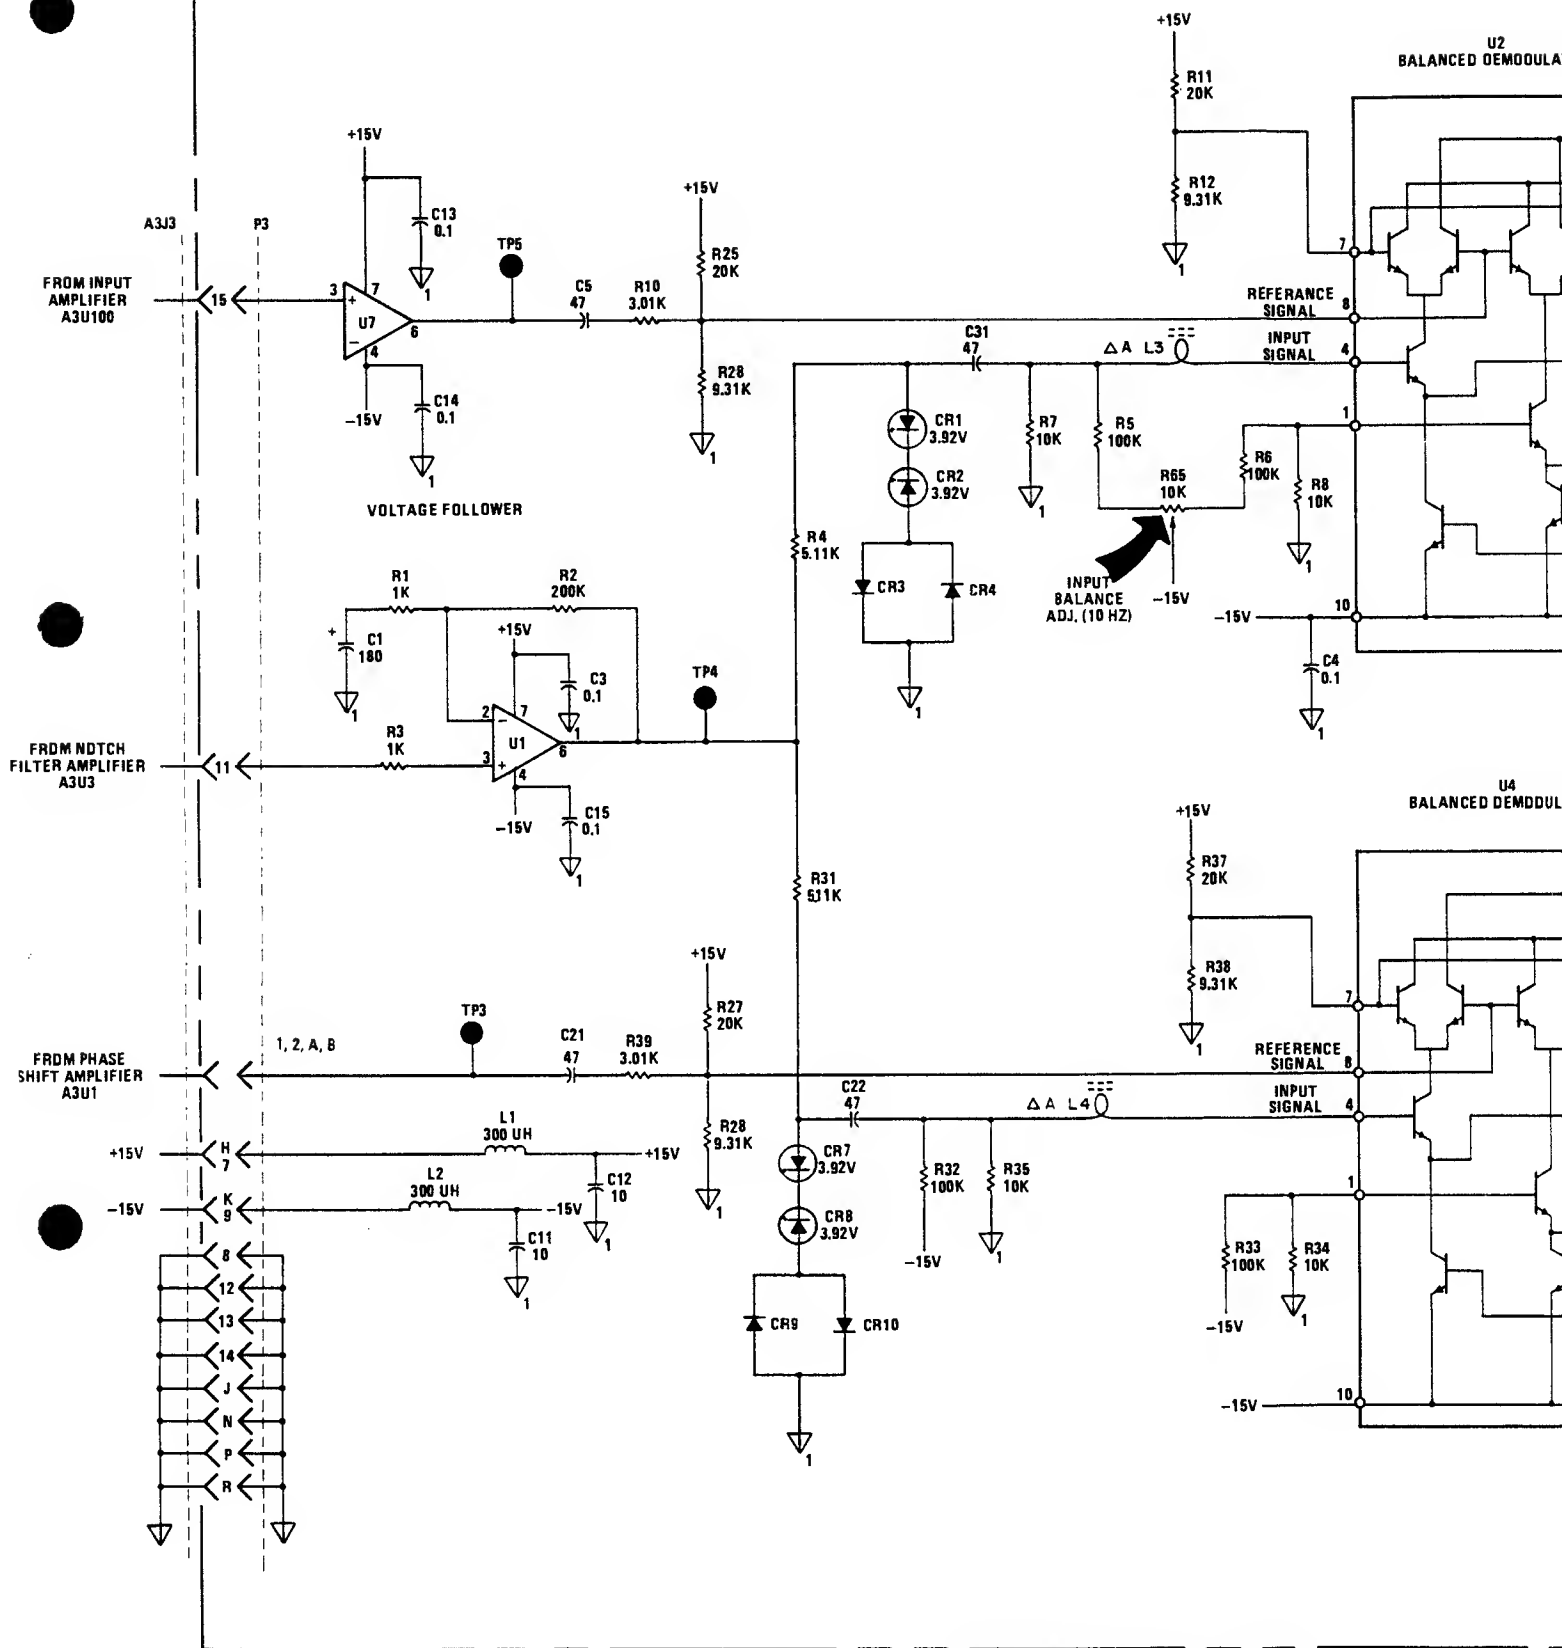 +15V
U2
BALANCED DEMODULA
R11
20K
R12
9.31K
1
7
+15V
C13
0.1
1
A3J3
P3
FROM INPUT
AMPLIFIER
A3U100
15
3
+
7
U7
−
4
6
TP5
C5
47
R10
3.01K
+15V
R25
20K
REFERANCE
SIGNAL
8
INPUT
SIGNAL
4
C31
47
△A L3
R28
9.31K
1
−15V
C14
0.1
1
CR1
3.92V
CR2
3.92V
R7
10K
1
R5
100K
R65
10K
R6
100K
R8
10K
1
1
VOLTAGE FOLLOWER
R4
5.11K
CR3
CR4
1
INPUT
BALANCE
ADJ. (10 HZ)
−15V
−15V
10
C4
0.1
1
R1
1K
R2
200K
+
C1
180
1
+15V
C3
0.1
1
TP4
FROM NOTCH
FILTER AMPLIFIER
A3U3
11
R3
1K
2
−
7
U1
3
+
4
6
−15V
C15
0.1
1
U4
BALANCED DEMODUL
+15V
R37
20K
R31
5.11K
R38
9.31K
1
7
+15V
R27
20K
TP3
1, 2, A, B
C21
47
R39
3.01K
FROM PHASE
SHIFT AMPLIFIER
A3U1
REFERENCE
SIGNAL
8
INPUT
SIGNAL
4
C22
47
△A L4
R28
9.31K
1
+15V
H
7
L1
300 UH
+15V
C12
10
1
−15V
K
9
L2
300 UH
−15V
C11
10
1
CR7
3.92V
CR8
3.92V
R32
100K
−15V
R35
10K
1
1
R33
100K
−15V
R34
10K
1
8
12
13
14
J
N
P
R
CR9
CR10
1
−15V
10